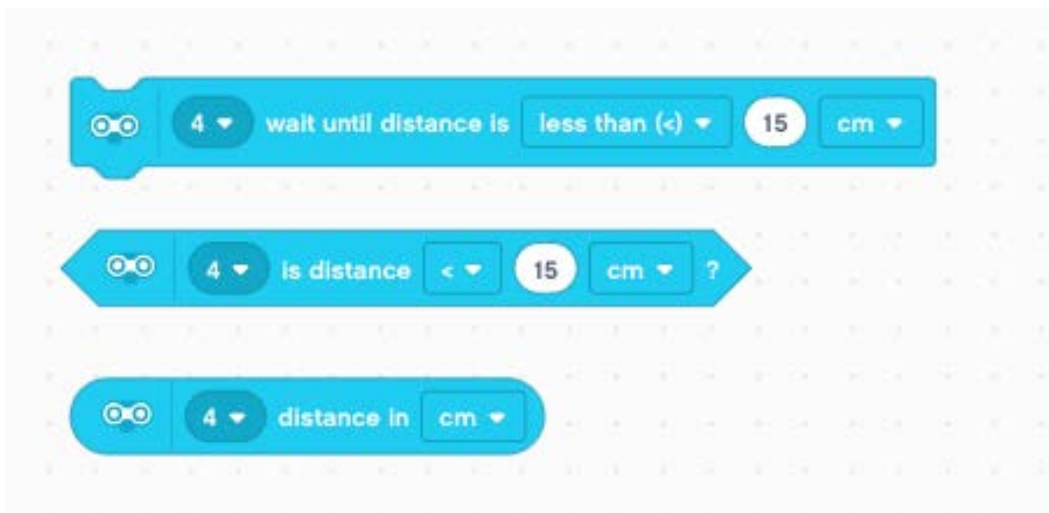 4 wait until distance is less than (<) 15 cm
4 is distance < 15 cm ?
4 distance in cm